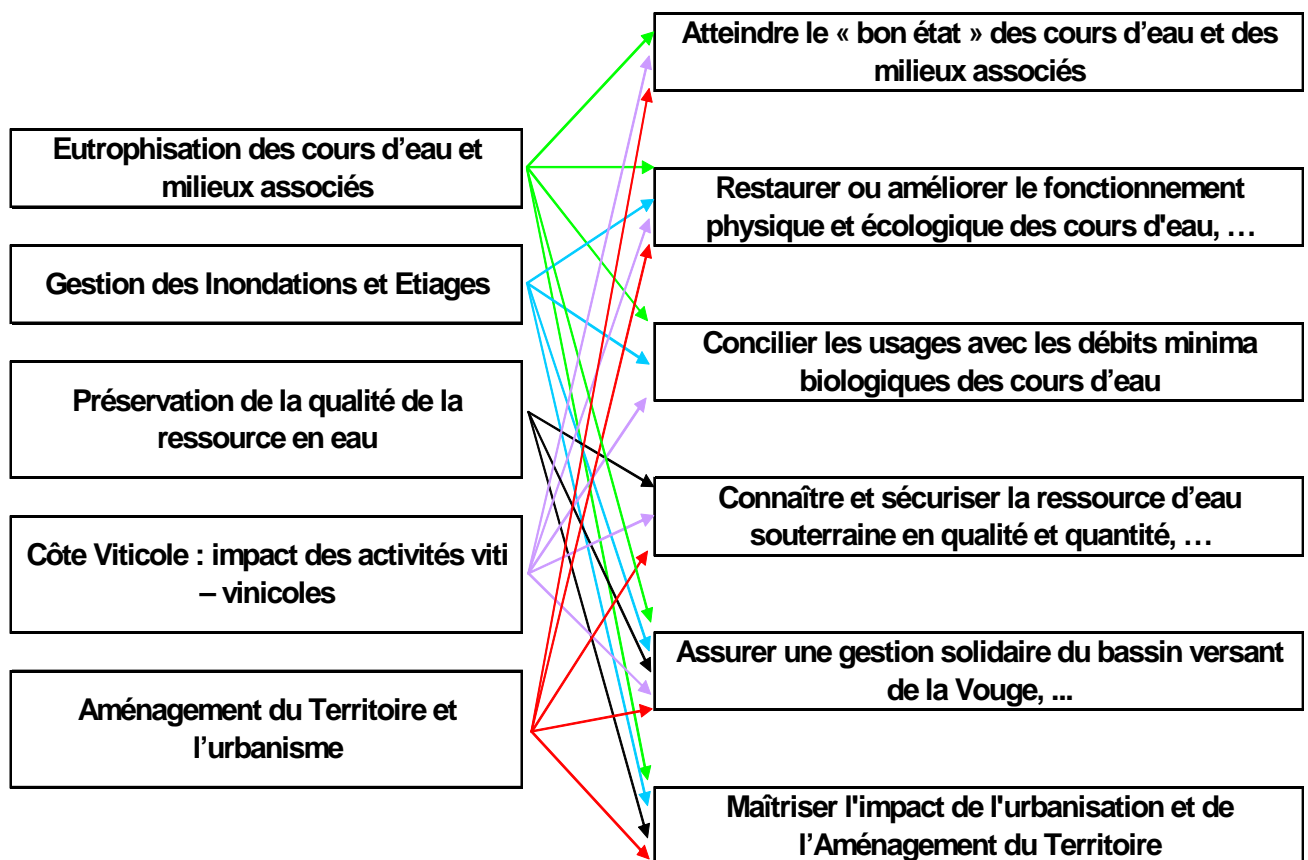 Eutrophisation des cours d’eau et
milieux associés
Gestion des Inondations et Etiages
Préservation de la qualité de la
ressource en eau
Côte Viticole : impact des activités viti
– vinicoles
Aménagement du Territoire et
l’urbanisme
Atteindre le « bon état » des cours d’eau et des
milieux associés
Restaurer ou améliorer le fonctionnement
physique et écologique des cours d'eau, …
Concilier les usages avec les débits minima
biologiques des cours d’eau
Connaître et sécuriser la ressource d’eau
souterraine en qualité et quantité, …
Assurer une gestion solidaire du bassin versant
de la Vouge, ...
Maîtriser l'impact de l'urbanisation et de
l’Aménagement du Territoire